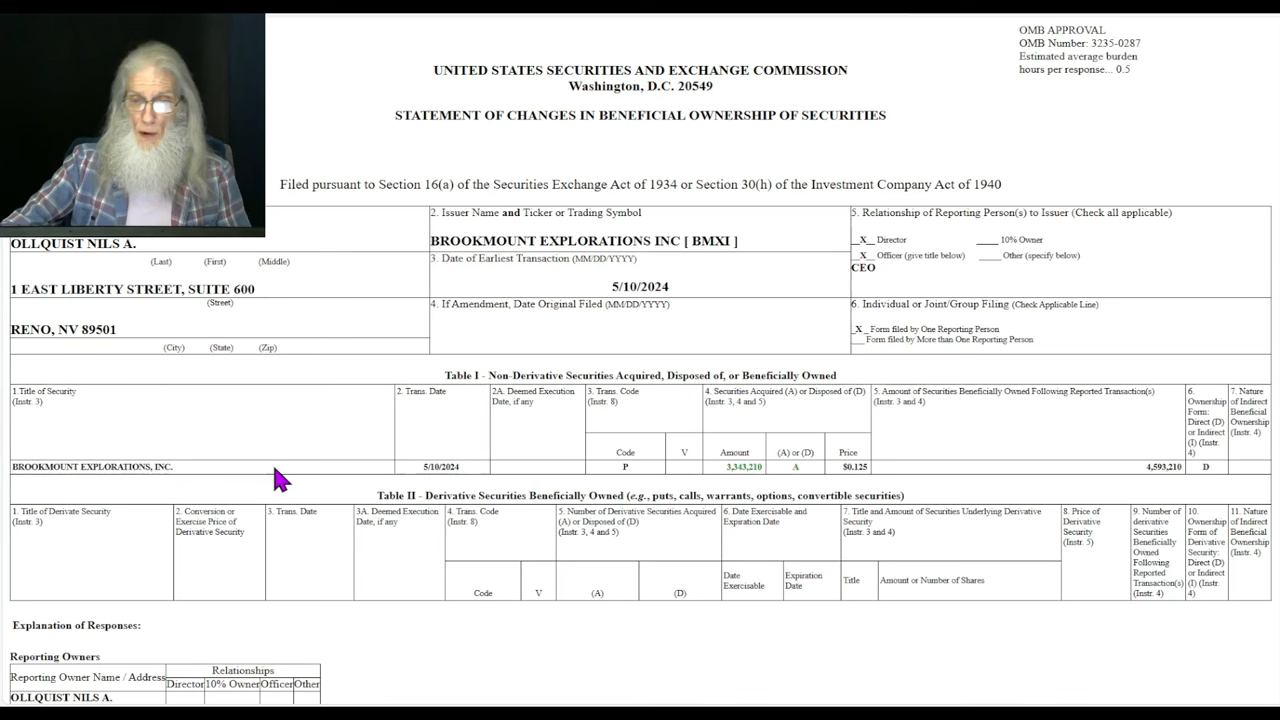 OMB APPROVAL
OMB Number: 3235-0287
Estimated average burden
hours per response... 0.5
UNITED STATES SECURITIES AND EXCHANGE COMMISSION
Washington, D.C. 20549
STATEMENT OF CHANGES IN BENEFICIAL OWNERSHIP OF SECURITIES
Filed pursuant to Section 16(a) of the Securities Exchange Act of 1934 or Section 30(h) of the Investment Company Act of 1940
OLLQUIST NILS A.
(Last) (First) (Middle)
1 EAST LIBERTY STREET, SUITE 600
(Street)
RENO, NV 89501
(City) (State) (Zip)
2. Issuer Name and Ticker or Trading Symbol
BROOKMOUNT EXPLORATIONS INC [ BMXI ]
3. Date of Earliest Transaction (MM/DD/YYYY)
5/10/2024
4. If Amendment, Date Original Filed (MM/DD/YYYY)
5. Relationship of Reporting Person(s) to Issuer (Check all applicable)
__X__ Director _____ 10% Owner
__X__ Officer (give title below) _____ Other (specify below)
CEO
6. Individual or Joint/Group Filing (Check Applicable Line)
_X_ Form filed by One Reporting Person
___ Form filed by More than One Reporting Person
Table I - Non-Derivative Securities Acquired, Disposed of, or Beneficially Owned
1.Title of Security
(Instr. 3)
2. Trans. Date
2A. Deemed Execution
Date, if any
3. Trans. Code
(Instr. 8)
4. Securities Acquired (A) or Disposed of (D)
(Instr. 3, 4 and 5)
5. Amount of Securities Beneficially Owned Following Reported Transaction(s)
(Instr. 3 and 4)
6.
Ownership
Form:
Direct (D)
or Indirect
(I) (Instr.
4)
7. Nature
of Indirect
Beneficial
Ownership
(Instr. 4)
Code V Amount (A) or (D) Price
BROOKMOUNT EXPLORATIONS, INC. 5/10/2024 P 3,343,210 A $0.125 4,593,210 D
Table II - Derivative Securities Beneficially Owned (e.g., puts, calls, warrants, options, convertible securities)
1. Title of Derivate Security
(Instr. 3)
2. Conversion or
Exercise Price of
Derivative Security
3. Trans. Date
3A. Deemed Execution
Date, if any
4. Trans. Code
(Instr. 8)
5. Number of Derivative Securities Acquired
(A) or Disposed of (D)
(Instr. 3, 4 and 5)
6. Date Exercisable and
Expiration Date
7. Title and Amount of Securities Underlying Derivative
Security
(Instr. 3 and 4)
8. Price of
Derivative
Security
(Instr. 5)
9. Number of
derivative
Securities
Beneficially
Owned
Following
Reported
Transaction(s)
(Instr. 4)
10.
Ownership
Form of
Derivative
Security:
Direct (D)
or Indirect
(I) (Instr.
4)
11. Nature
of Indirect
Beneficial
Ownership
(Instr. 4)
Code V (A) (D)
Date
Exercisable
Expiration
Date
Title Amount or Number of Shares
Explanation of Responses:
Reporting Owners
Reporting Owner Name / Address
Relationships
Director 10% Owner Officer Other
OLLQUIST NILS A.